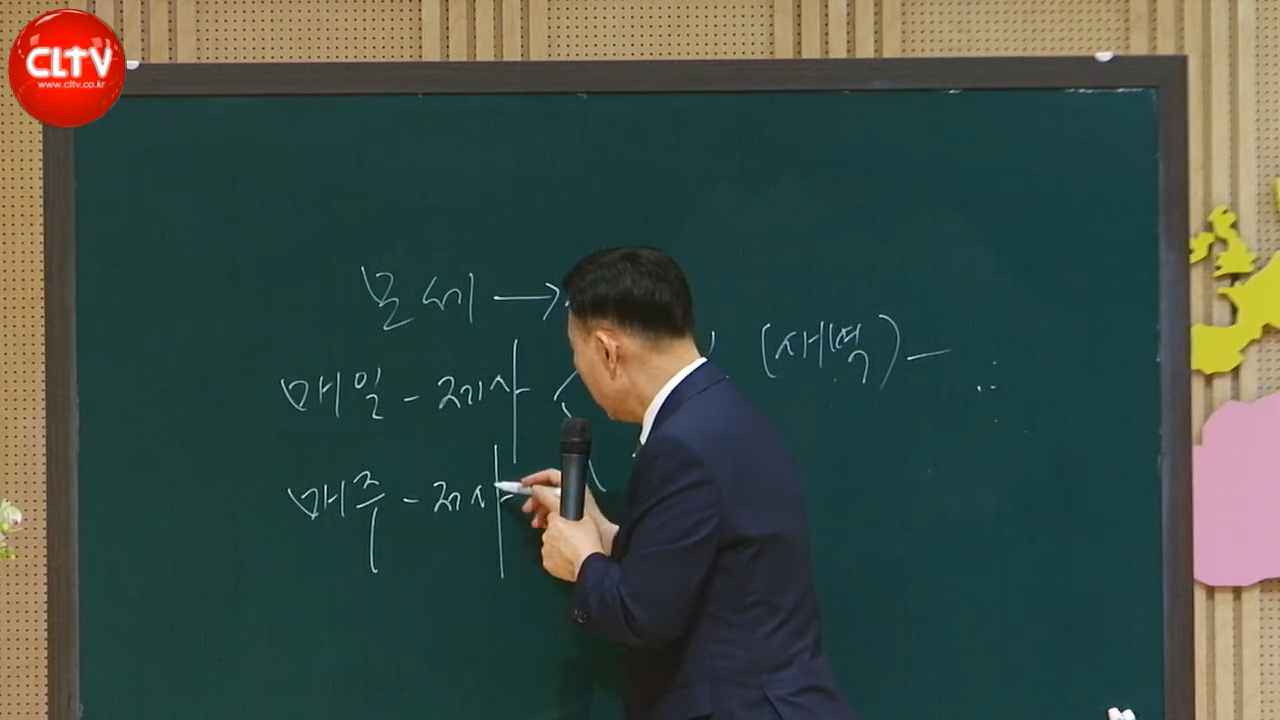 CLTV
www.cltv.co.kr
모세 →
(새벽) –
매일 - 제사
매주 - 제사